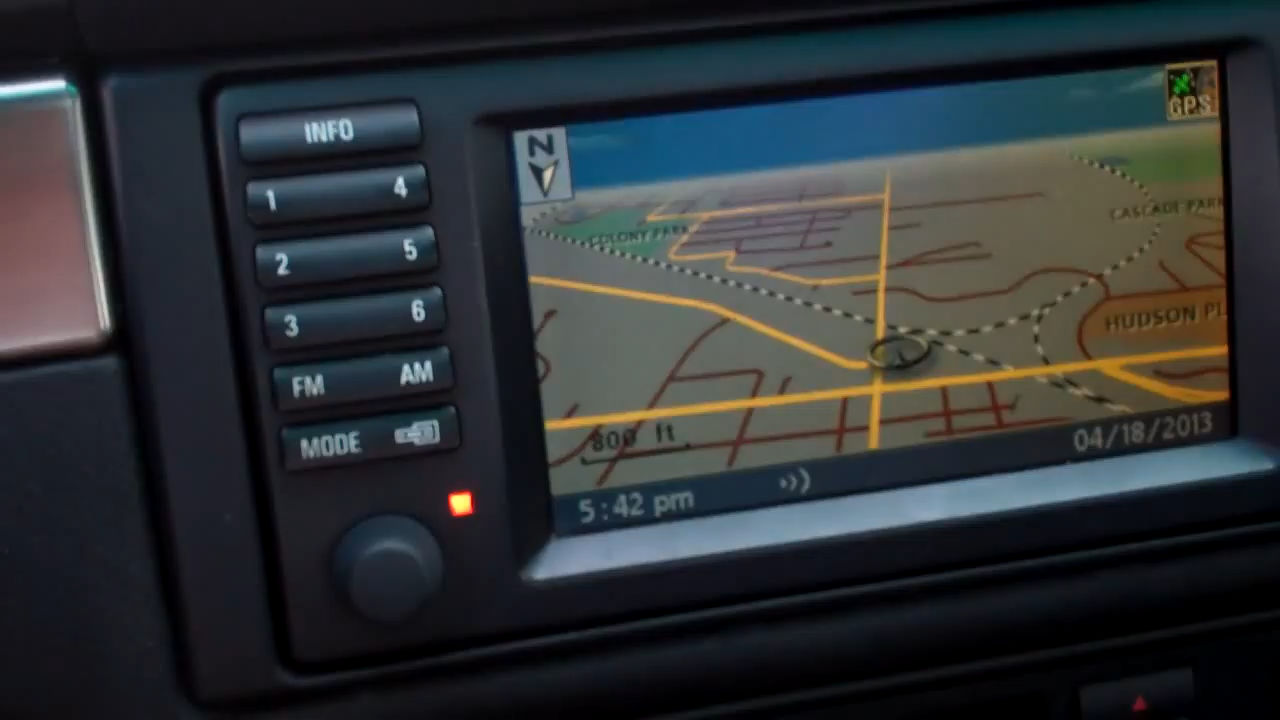 INFO
1 4
2 5
3 6
FM AM
MODE
N
GPS
COLONY PARK
CASCADE PARK
HUDSON PL
800 ft
5:42 pm
04/18/2013